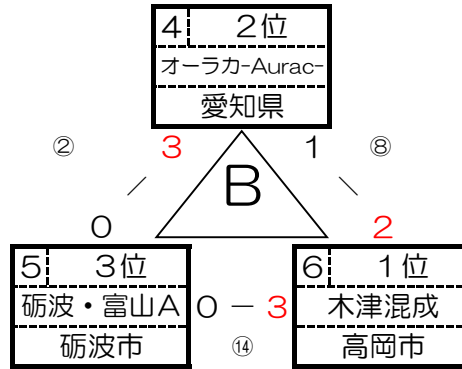 4 2位
オーラカ-Aurac-
愛知県
② 3 1 ⑧
／ B ＼
0 2
5 3位
砺波・富山A
砺波市
0 － 3
⑭
6 1位
木津混成
高岡市